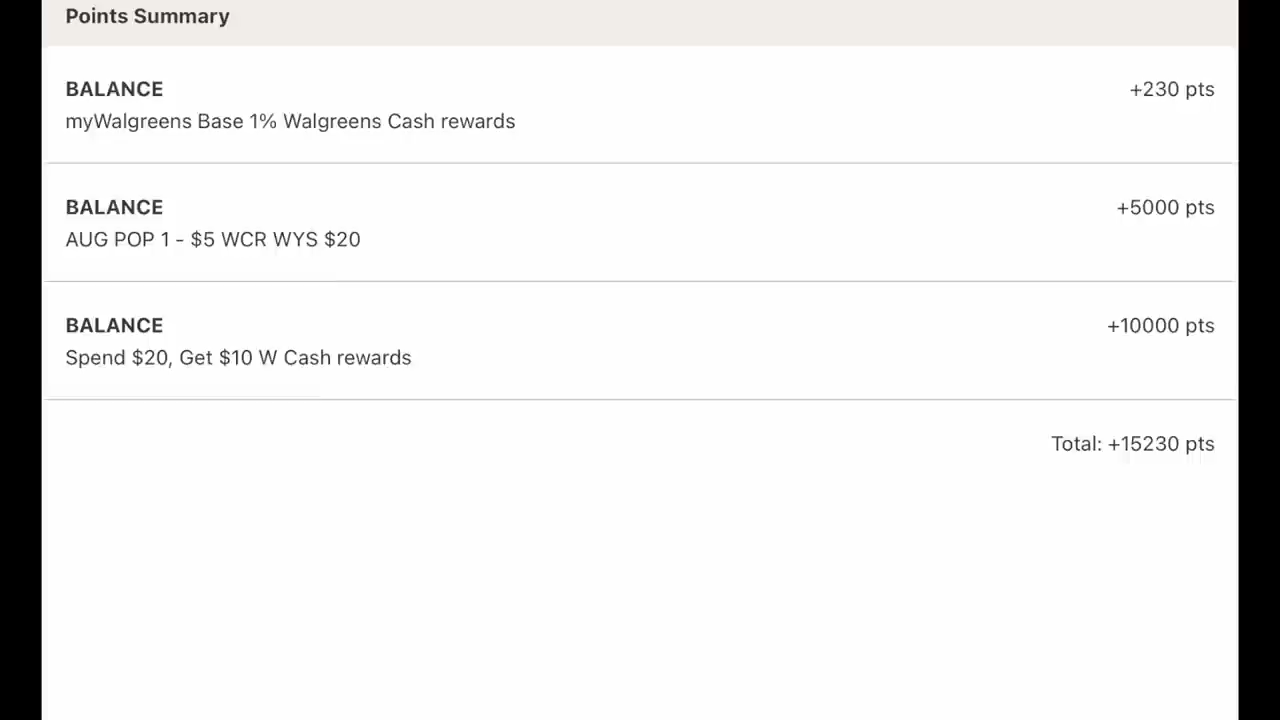 Points Summary
BALANCE +230 pts
myWalgreens Base 1% Walgreens Cash rewards
BALANCE +5000 pts
AUG POP 1 - $5 WCR WYS $20
BALANCE +10000 pts
Spend $20, Get $10 W Cash rewards
Total: +15230 pts